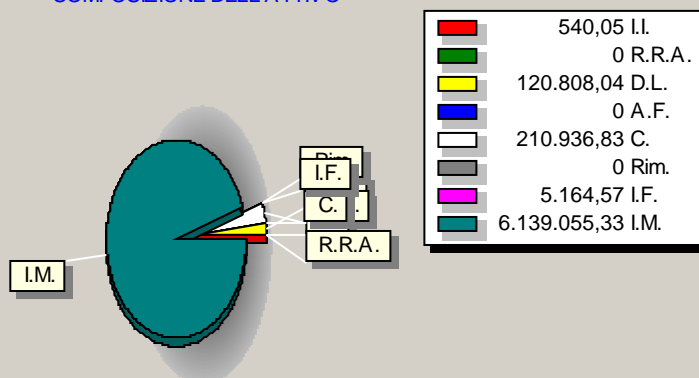 540,05 I.I.
0 R.R.A.
120.808,04 D.L.
0 A.F.
210.936,83 C.
0 Rim.
5.164,57 I.F.
6.139.055,33 I.M.
I.F.
C.
R.R.A.
I.M.